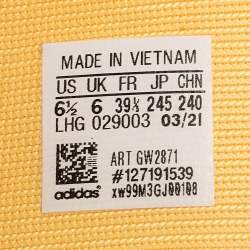 MADE IN VIETNAM
US UK FR JP CHN
6½ 6 39⅓ 245 240
LHG 029003 03/21
ART GW2871
#127191539
adidas xw99M3GJ00108